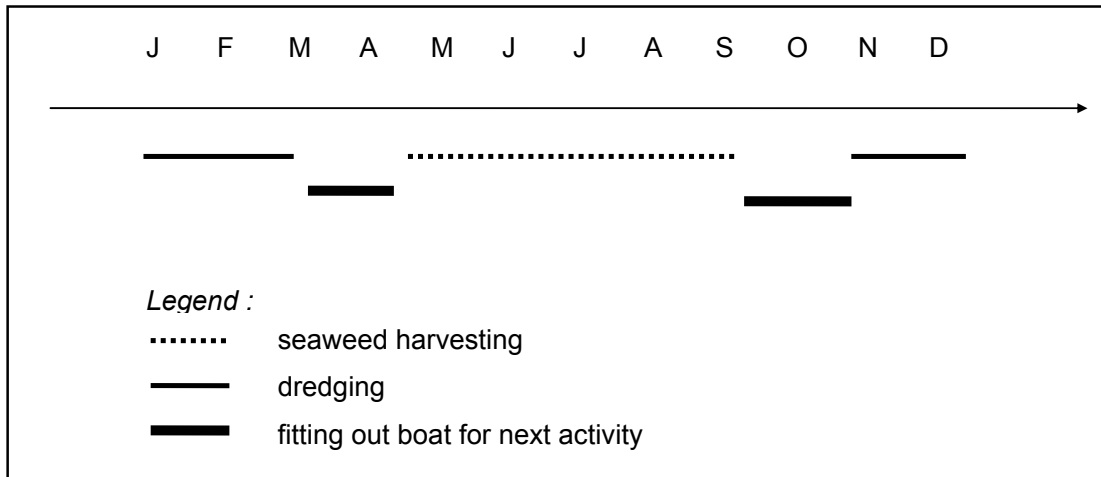 J F M A M J J A S O N D
Legend :
seaweed harvesting
dredging
fitting out boat for next activity